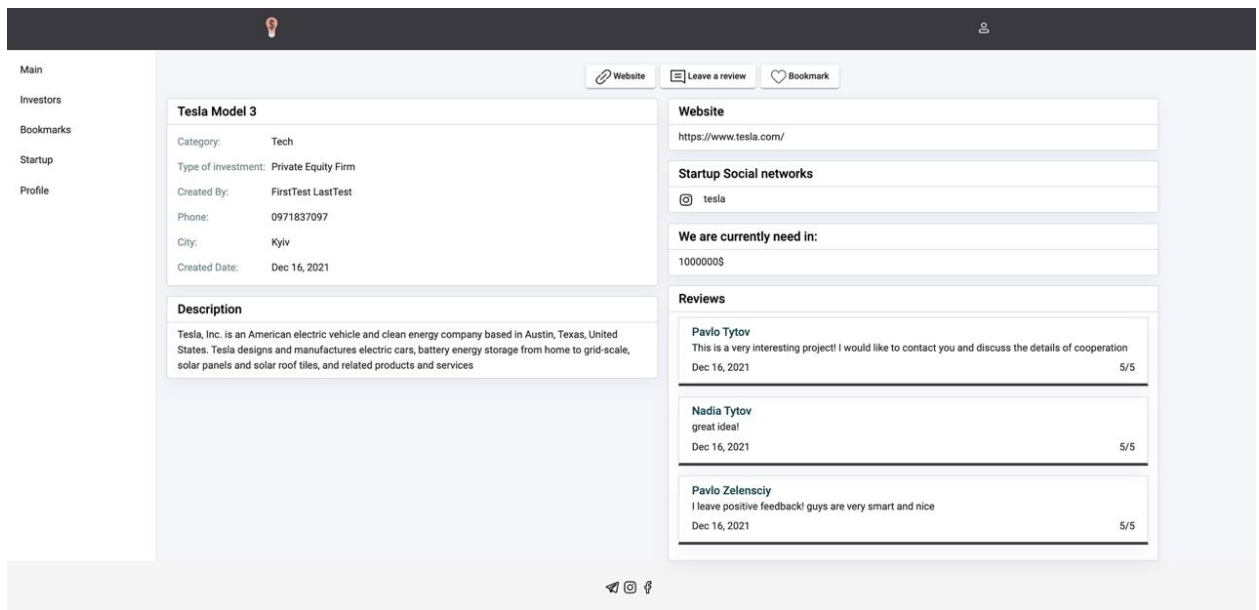 Main
Investors
Bookmarks
Startup
Profile
Website
Leave a review
Bookmark
Tesla Model 3
Category: Tech
Type of investment: Private Equity Firm
Created By: FirstTest LastTest
Phone: 0971837097
City: Kyiv
Created Date: Dec 16, 2021
Description
Tesla, Inc. is an American electric vehicle and clean energy company based in Austin, Texas, United
States. Tesla designs and manufactures electric cars, battery energy storage from home to grid-scale,
solar panels and solar roof tiles, and related products and services
Website
https://www.tesla.com/
Startup Social networks
tesla
We are currently need in:
1000000$
Reviews
Pavlo Tytov
This is a very interesting project! I would like to contact you and discuss the details of cooperation
Dec 16, 2021 5/5
Nadia Tytov
great idea!
Dec 16, 2021 5/5
Pavlo Zelensciy
I leave positive feedback! guys are very smart and nice
Dec 16, 2021 5/5